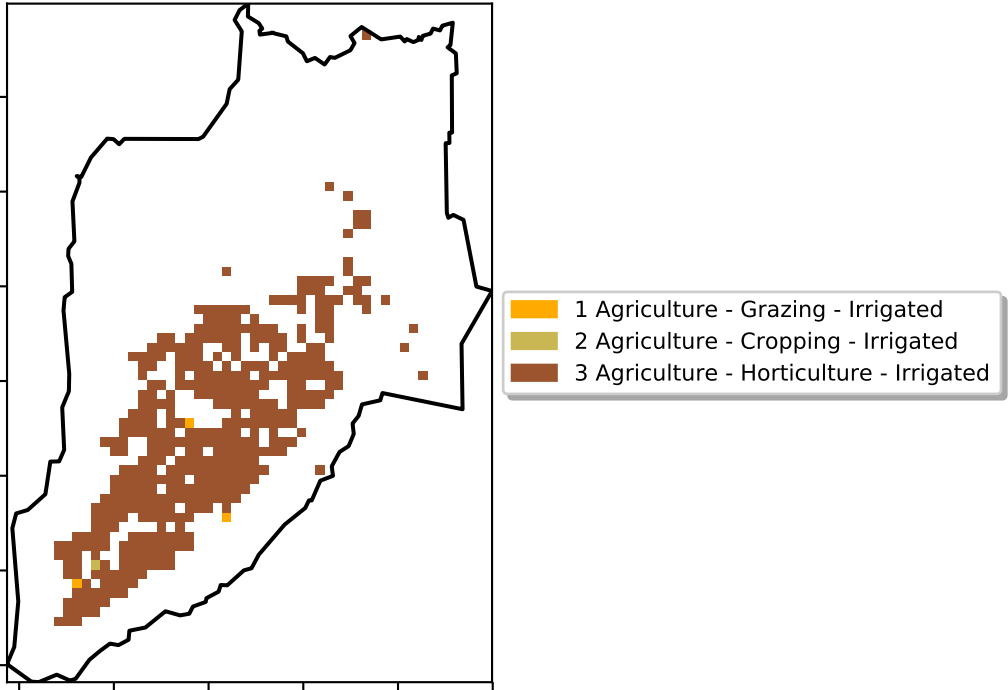 1 Agriculture - Grazing - Irrigated
2 Agriculture - Cropping - Irrigated
3 Agriculture - Horticulture - Irrigated